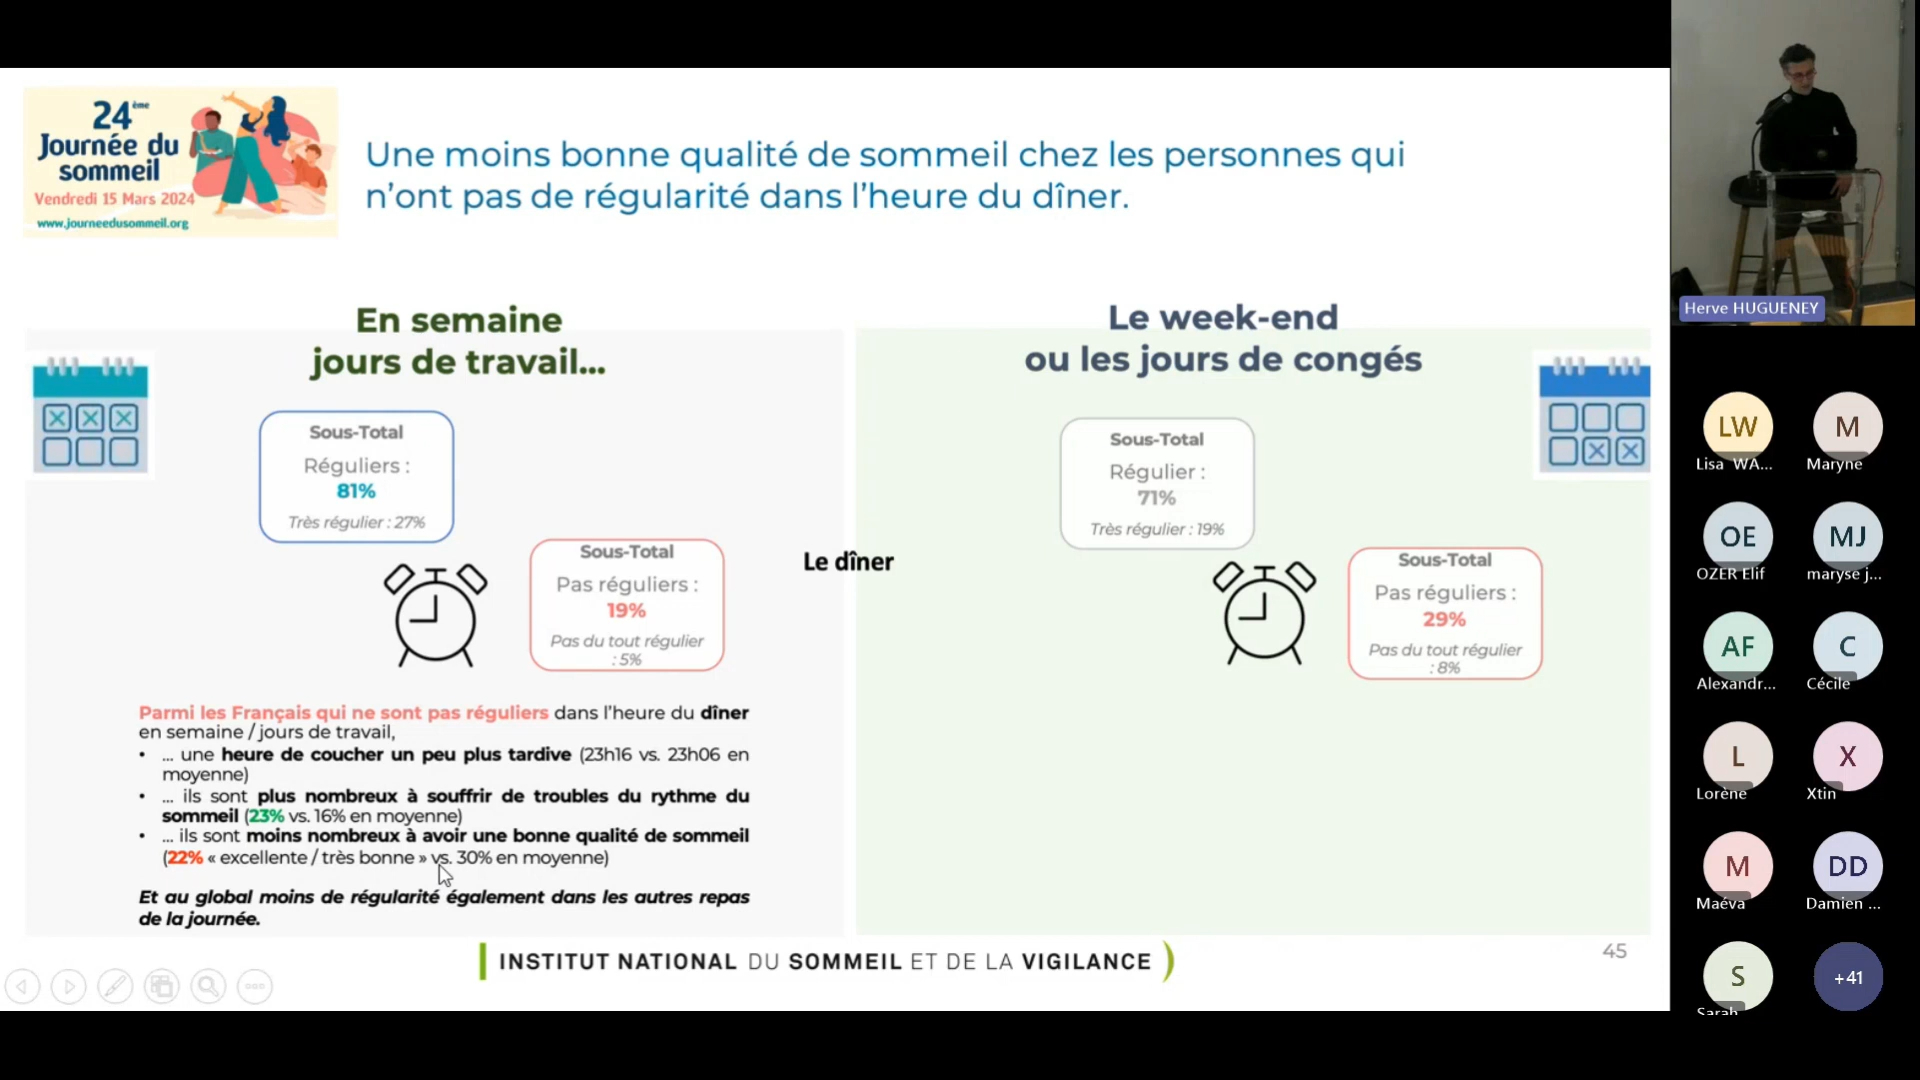 24ème
Journée du
sommeil
Vendredi 15 Mars 2024
www.journeedusommeil.org
Une moins bonne qualité de sommeil chez les personnes qui
n'ont pas de régularité dans l'heure du dîner.
En semaine
jours de travail...
Sous-Total
Réguliers :
81%
Très régulier : 27%
Sous-Total
Pas réguliers :
19%
Pas du tout régulier
: 5%
Le dîner
Le week-end
ou les jours de congés
Sous-Total
Régulier :
71%
Très régulier : 19%
Sous-Total
Pas réguliers :
29%
Pas du tout régulier
: 8%
Parmi les Français qui ne sont pas réguliers dans l'heure du dîner
en semaine / jours de travail,
• ... une heure de coucher un peu plus tardive (23h16 vs. 23h06 en
moyenne)
• ... ils sont plus nombreux à souffrir de troubles du rythme du
sommeil (23% vs. 16% en moyenne)
• ... ils sont moins nombreux à avoir une bonne qualité de sommeil
(22% « excellente / très bonne » vs. 30% en moyenne)
Et au global moins de régularité également dans les autres repas
de la journée.
INSTITUT NATIONAL DU SOMMEIL ET DE LA VIGILANCE
45
Herve HUGUENEY
LW
Lisa WA...
M
Maryne
OE
OZER Elif
MJ
maryse j...
AF
Alexandr...
C
Cécile
L
Lorène
X
Xtin
M
Maéva
DD
Damien ...
S
Sarah
+41